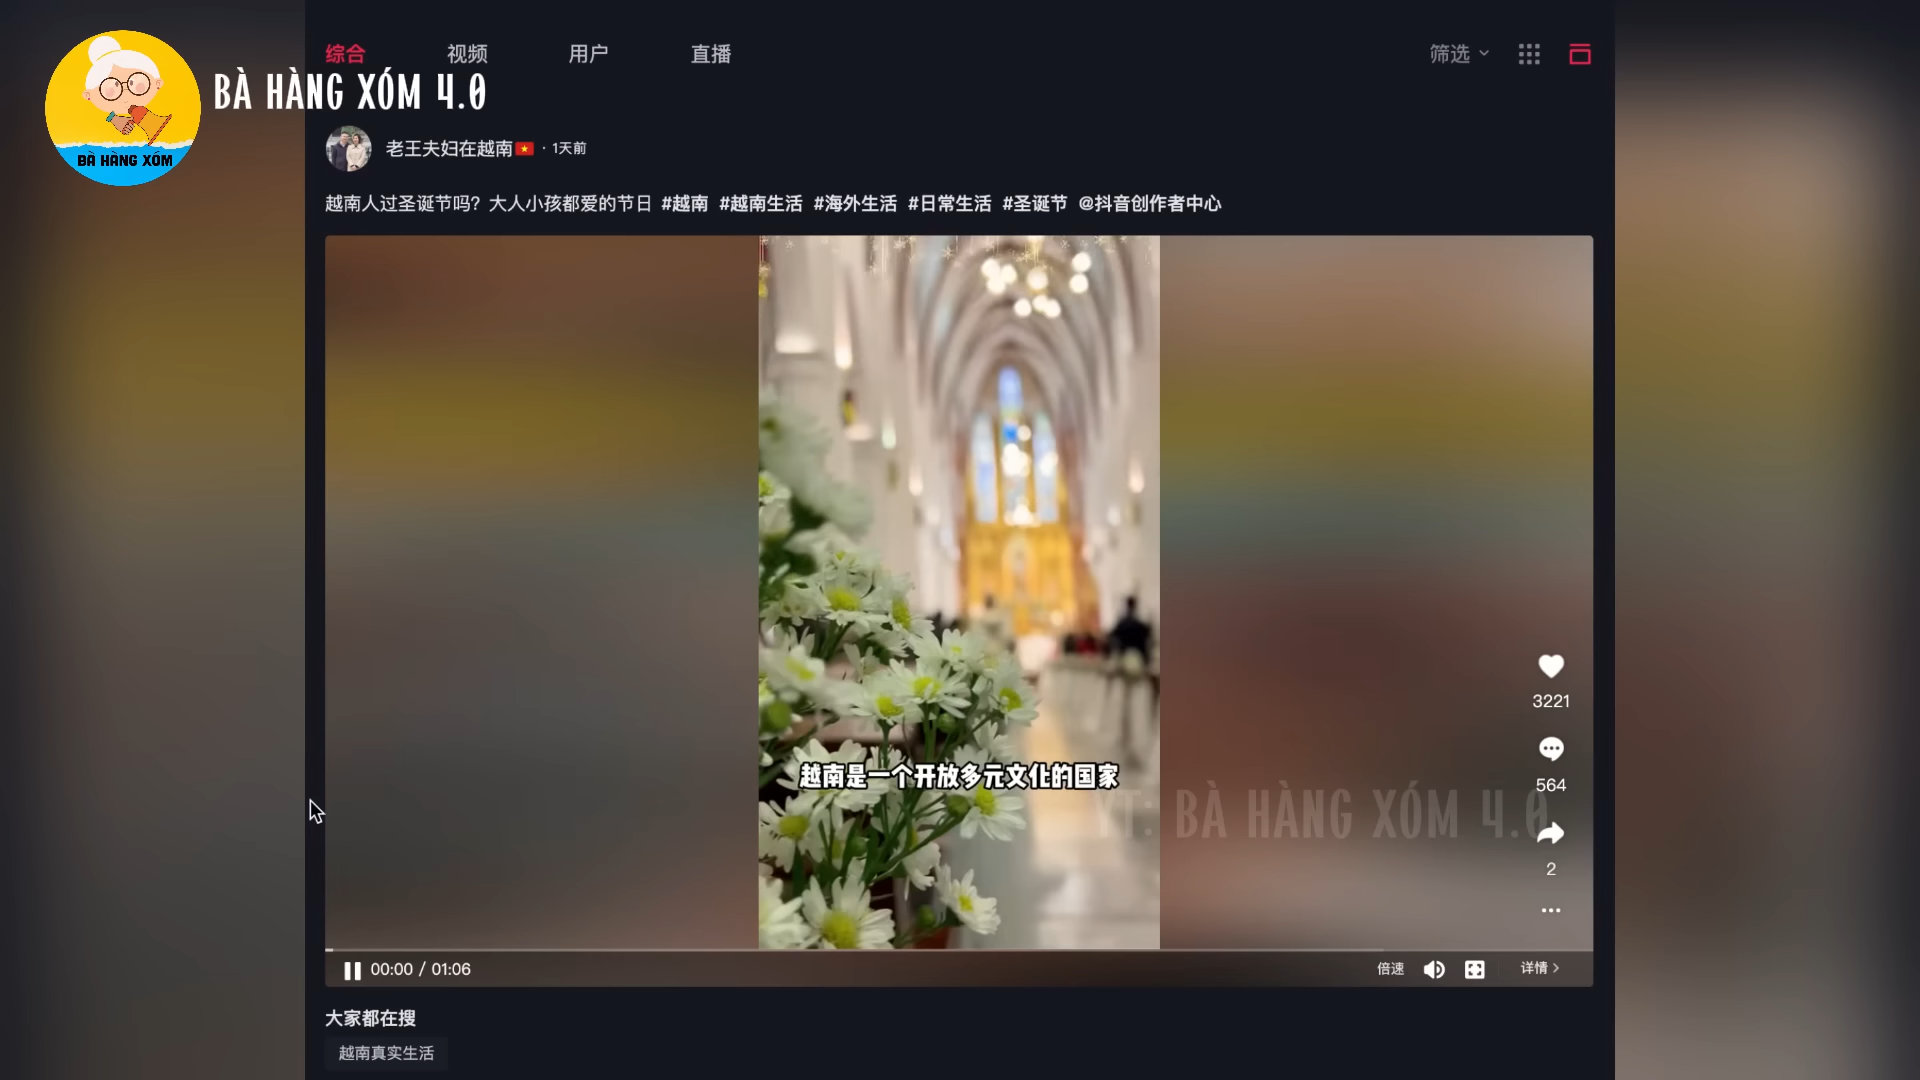 综合 视频 用户 直播 筛选
BÀ HÀNG XÓM 4.0
BÀ HÀNG XÓM
老王夫妇在越南🇻🇳 · 1天前
越南人过圣诞节吗？大人小孩都爱的节日 #越南 #越南生活 #海外生活 #日常生活 #圣诞节 @抖音创作者中心
3221
越南是一个开放多元文化的国家
564
YT: BÀ HÀNG XÓM 4.0
2
00:00 / 01:06 倍速 详情
大家都在搜
越南真实生活